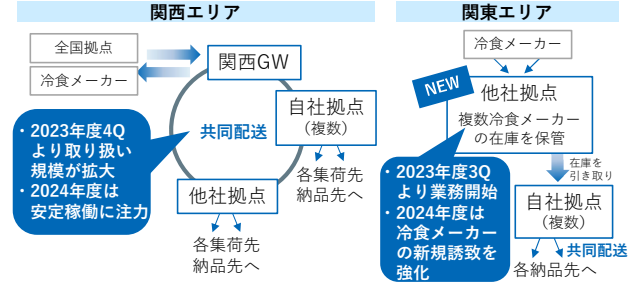 関西エリア
全国拠点
冷食メーカー
関西GW
自社拠点
(複数)
共同配送
・2023年度4Q
より取り扱い
規模が拡大
・2024年度は
安定稼働に注力
各集荷先
納品先へ
他社拠点
各集荷先
納品先へ
関東エリア
冷食メーカー
NEW
他社拠点
複数冷食メーカー
の在庫を保管
・2023年度3Q
より業務開始
・2024年度は
冷食メーカー
の新規誘致を
強化
在庫を
引き取り
自社拠点
(複数)
共同配送
各納品先へ